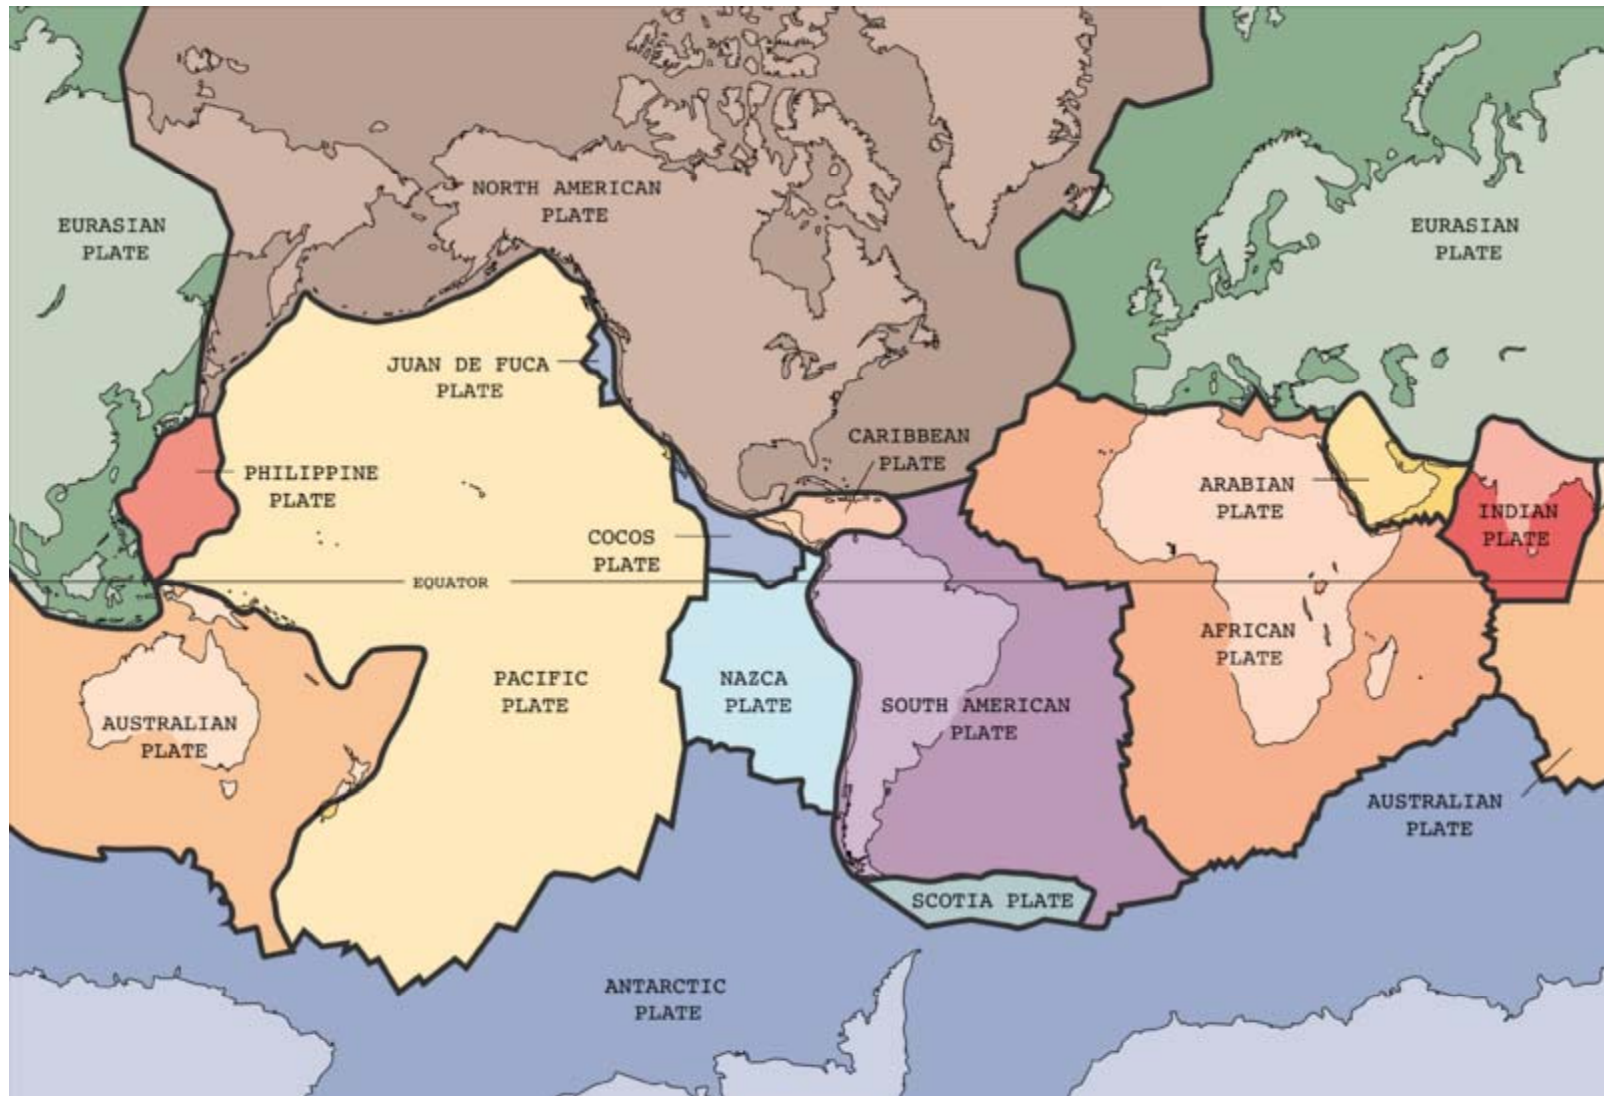 NORTH AMERICAN
PLATE
EURASIAN
PLATE
EURASIAN
PLATE
JUAN DE FUCA
PLATE
CARIBBEAN
PLATE
PHILIPPINE
PLATE
ARABIAN
PLATE
INDIAN
PLATE
COCOS
PLATE
EQUATOR
AFRICAN
PLATE
PACIFIC
PLATE
NAZCA
PLATE
SOUTH AMERICAN
PLATE
AUSTRALIAN
PLATE
AUSTRALIAN
PLATE
SCOTIA PLATE
ANTARCTIC
PLATE